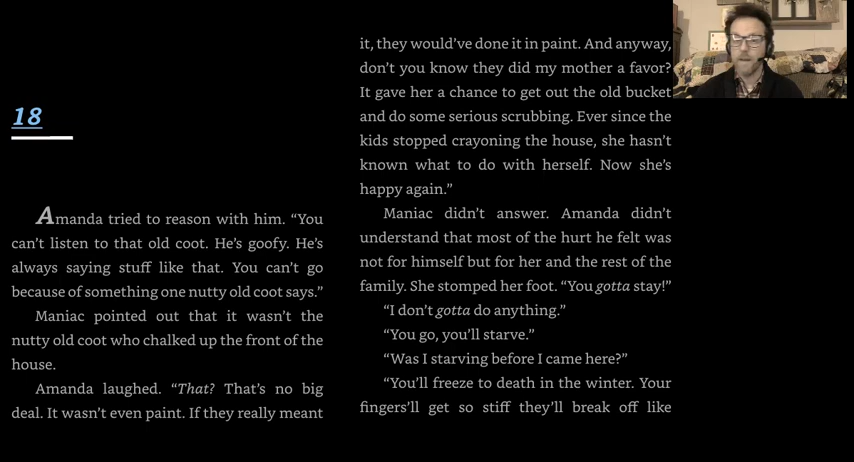 18
Amanda tried to reason with him. “You
can’t listen to that old coot. He’s goofy. He’s
always saying stuff like that. You can’t go
because of something one nutty old coot says.”
Maniac pointed out that it wasn’t the
nutty old coot who chalked up the front of the
house.
Amanda laughed. “That? That’s no big
deal. It wasn’t even paint. If they really meant
it, they would’ve done it in paint. And anyway,
don’t you know they did my mother a favor?
It gave her a chance to get out the old bucket
and do some serious scrubbing. Ever since the
kids stopped crayoning the house, she hasn’t
known what to do with herself. Now she’s
happy again.”
Maniac didn’t answer. Amanda didn’t
understand that most of the hurt he felt was
not for himself but for her and the rest of the
family. She stomped her foot. “You gotta stay!”
“I don’t gotta do anything.”
“You go, you’ll starve.”
“Was I starving before I came here?”
“You’ll freeze to death in the winter. Your
fingers’ll get so stiff they’ll break off like